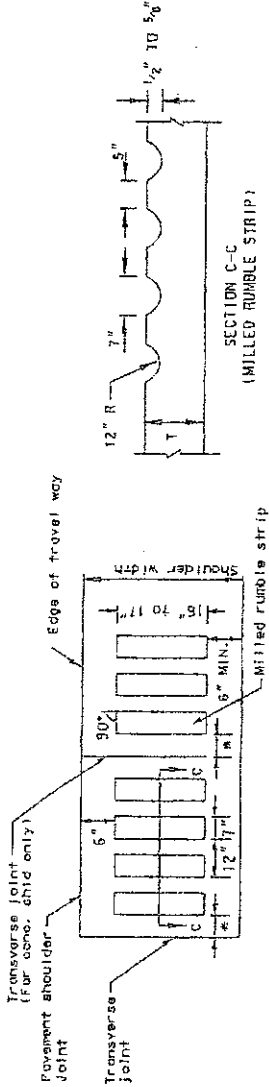 Transverse joint
(For conc. shld only)
Pavement shoulder
Joint
Transverse
joint
Edge of travel way
shoulder width
15" TO 17"
6" MIN.
90°
6"
*
C
C
12"
7"
*
Milled rumble strip
12" R
7"
5"
1/2" TO 5/8"
T
SECTION C-C
(MILLED RUMBLE STRIP)